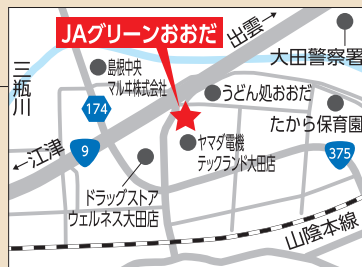 JAグリーンおおだ
出雲
大田警察署
三瓶川
島根中央
マルヰ株式会社
うどん処おおだ
174
たから保育園
9
ヤマダ電機
テックランド大田店
375
←江津
ドラッグストア
ウェルネス大田店
山陰本線